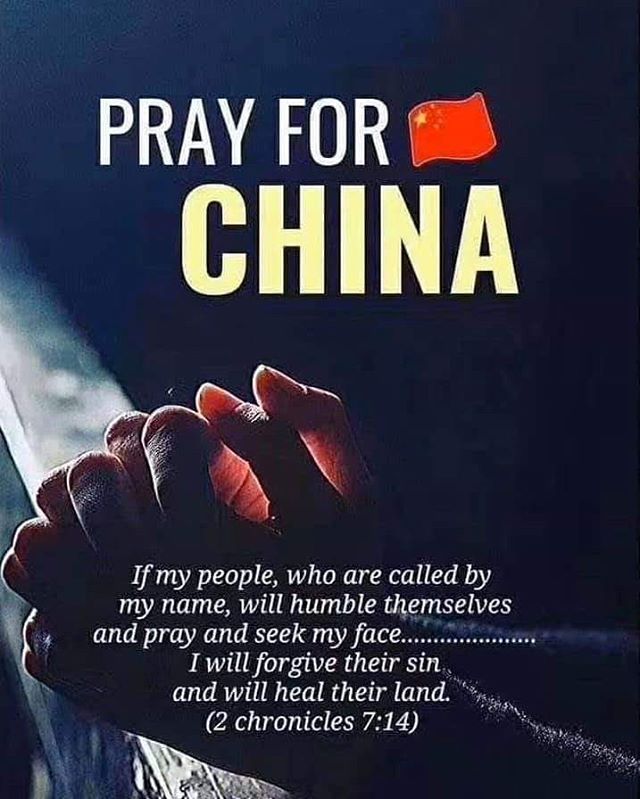 PRAY FOR
CHINA
If my people, who are called by
my name, will humble themselves
and pray and seek my face.....................
I will forgive their sin
and will heal their land.
(2 chronicles 7:14)